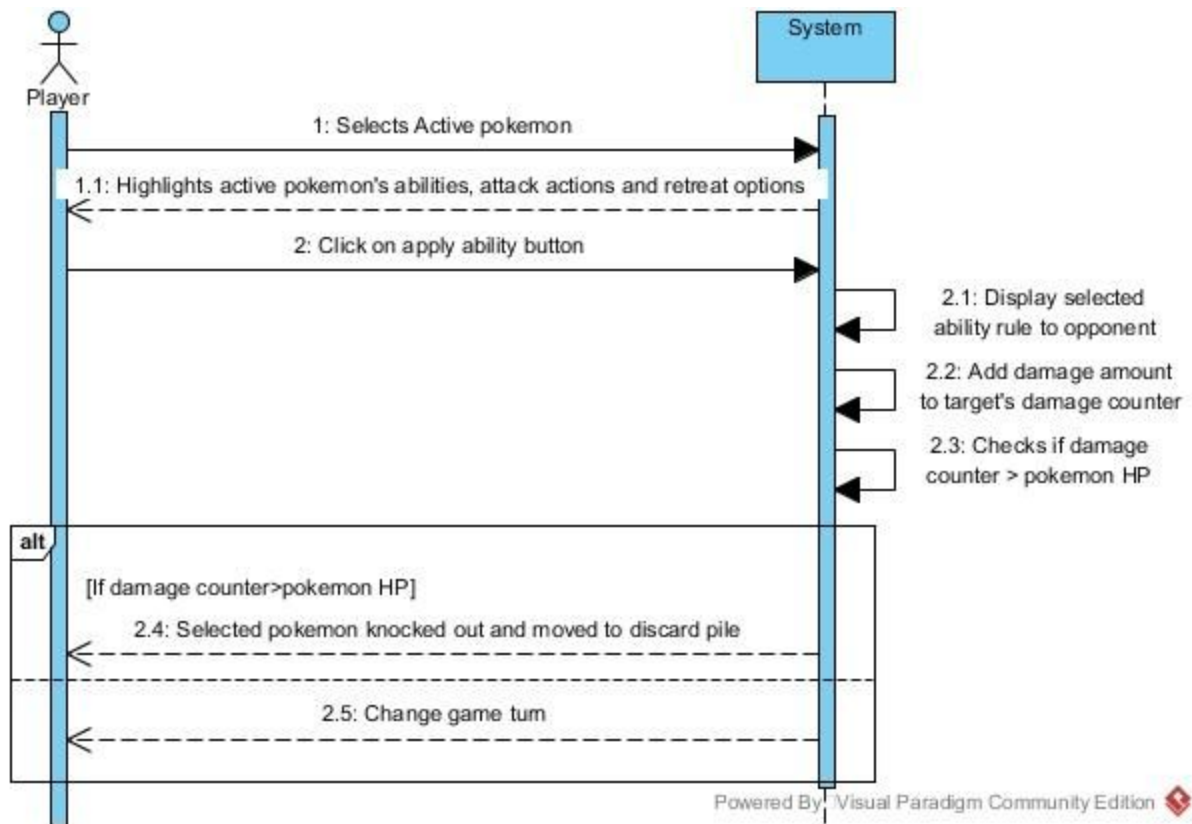 System
Player
1: Selects Active pokemon
1.1: Highlights active pokemon's abilities, attack actions and retreat options
2: Click on apply ability button
2.1: Display selected
ability rule to opponent
2.2: Add damage amount
to target's damage counter
2.3: Checks if damage
counter > pokemon HP
alt
[If damage counter>pokemon HP]
2.4: Selected pokemon knocked out and moved to discard pile
2.5: Change game turn
Powered By Visual Paradigm Community Edition